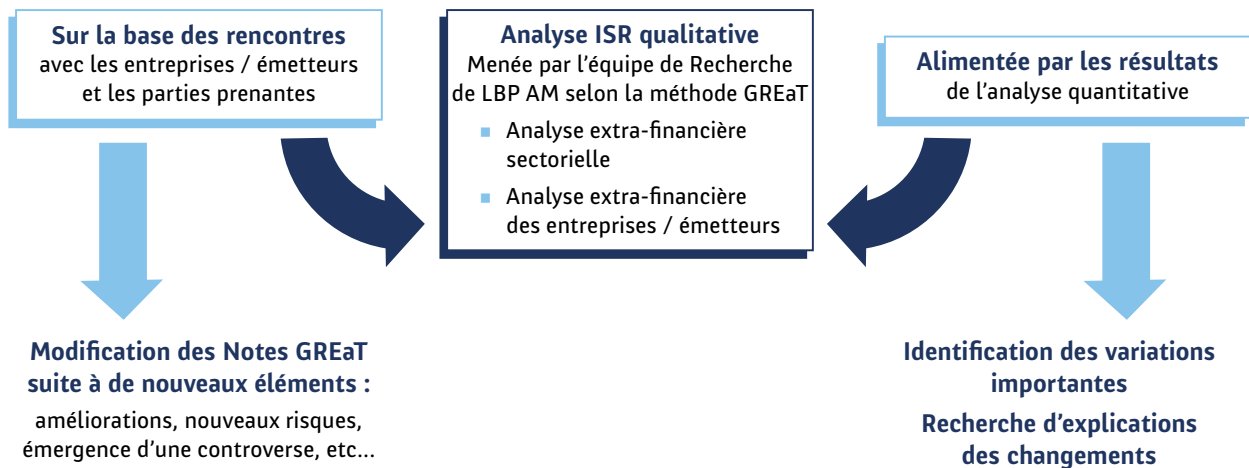 Sur la base des rencontres
avec les entreprises / émetteurs
et les parties prenantes
Analyse ISR qualitative
Menée par l’équipe de Recherche
de LBP AM selon la méthode GREaT
Analyse extra-financière
sectorielle
Analyse extra-financière
des entreprises / émetteurs
Alimentée par les résultats
de l’analyse quantitative
Modification des Notes GREaT
suite à de nouveaux éléments :
améliorations, nouveaux risques,
émergence d’une controverse, etc...
Identification des variations
importantes
Recherche d’explications
des changements